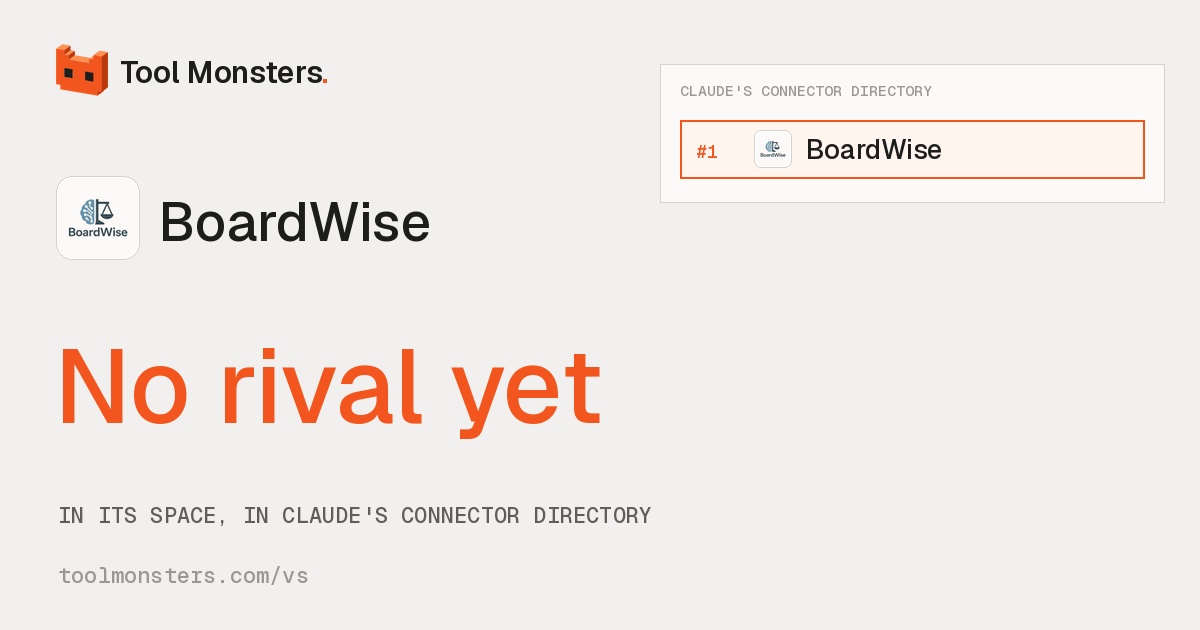 Tool Monsters.
CLAUDE'S CONNECTOR DIRECTORY
#1 BoardWise BoardWise
BoardWise
BoardWise
No rival yet
IN ITS SPACE, IN CLAUDE'S CONNECTOR DIRECTORY
toolmonsters.com/vs